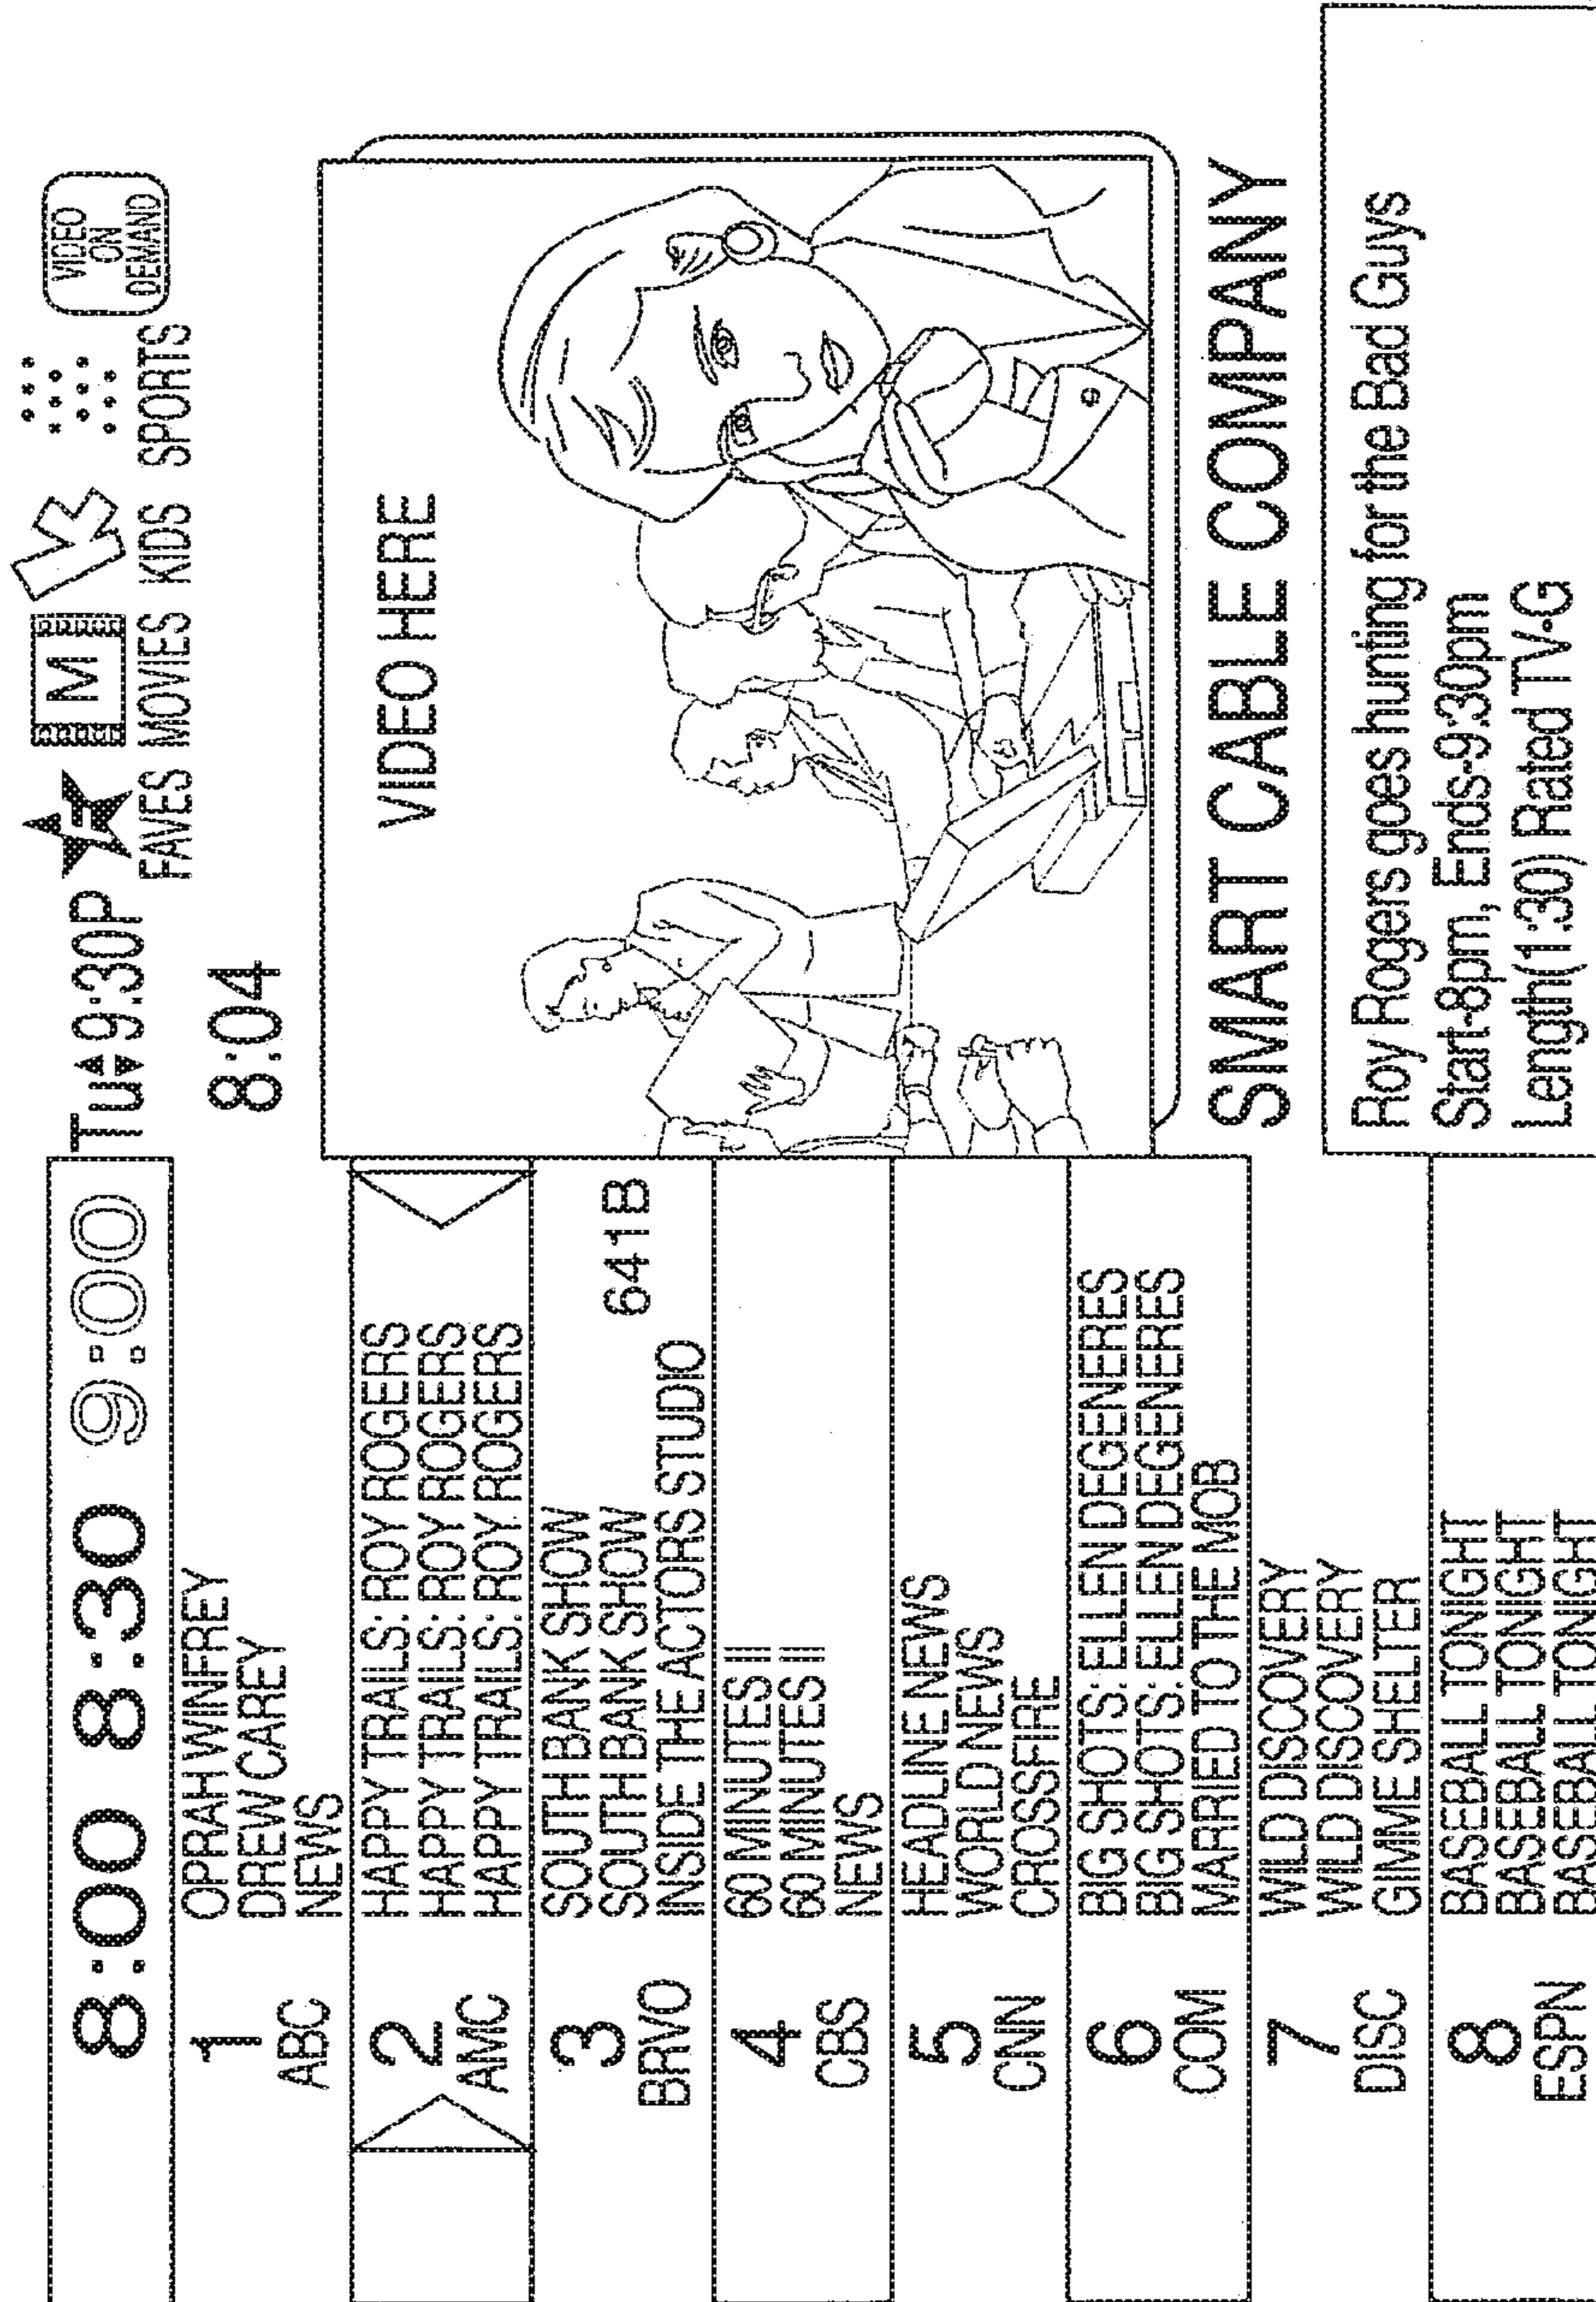 8:00 8:30 9:00 Tu 9:30P
F M
FAVES MOVIES KIDS SPORTS
VIDEO
ON
DEMAND
8:04
1
ABC
OPRAH WINFREY
DREW CAREY
NEWS
2
AMC
HAPPY TRAILS: ROY ROGERS
HAPPY TRAILS: ROY ROGERS
HAPPY TRAILS: ROY ROGERS
3
BRVO
SOUTH BANK SHOW
SOUTH BANK SHOW
INSIDE THE ACTORS STUDIO
641B
4
CBS
60 MINUTES II
60 MINUTES II
NEWS
5
CNN
HEADLINE NEWS
WORLD NEWS
CROSSFIRE
6
COM
BIG SHOTS: ELLEN DEGENERES
BIG SHOTS: ELLEN DEGENERES
MARRIED TO THE MOB
7
DISC
WILD DISCOVERY
WILD DISCOVERY
GIMME SHELTER
8
ESPN
BASEBALL TONIGHT
BASEBALL TONIGHT
BASEBALL TONIGHT
VIDEO HERE
SMART CABLE COMPANY
Roy Rogers goes hunting for the Bad Guys
Start-8pm, Ends-9:30pm
Length(1:30) Rated TV-G